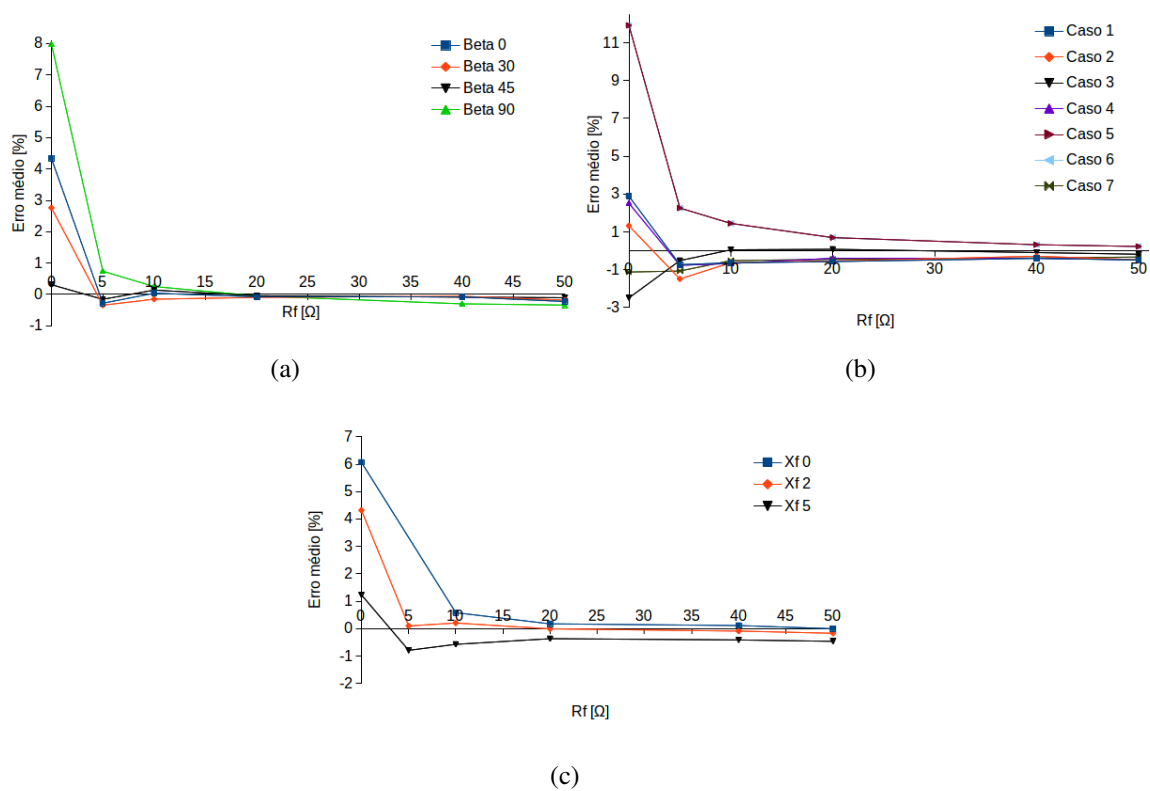 8
7
6
5
4
3
2
1
0
-1
Erro médio [%]
0 5 10 15 20 25 30 35 40 45 50
Rf [Ω]
Beta 0
Beta 30
Beta 45
Beta 90
(a)
11
9
7
5
3
1
-1
-3
Erro médio [%]
0 10 20 30 40 50
Rf [Ω]
Caso 1
Caso 2
Caso 3
Caso 4
Caso 5
Caso 6
Caso 7
(b)
7
6
5
4
3
2
1
0
-1
-2
Erro médio [%]
0 5 10 15 20 25 30 35 40 45 50
Rf [Ω]
Xf 0
Xf 2
Xf 5
(c)